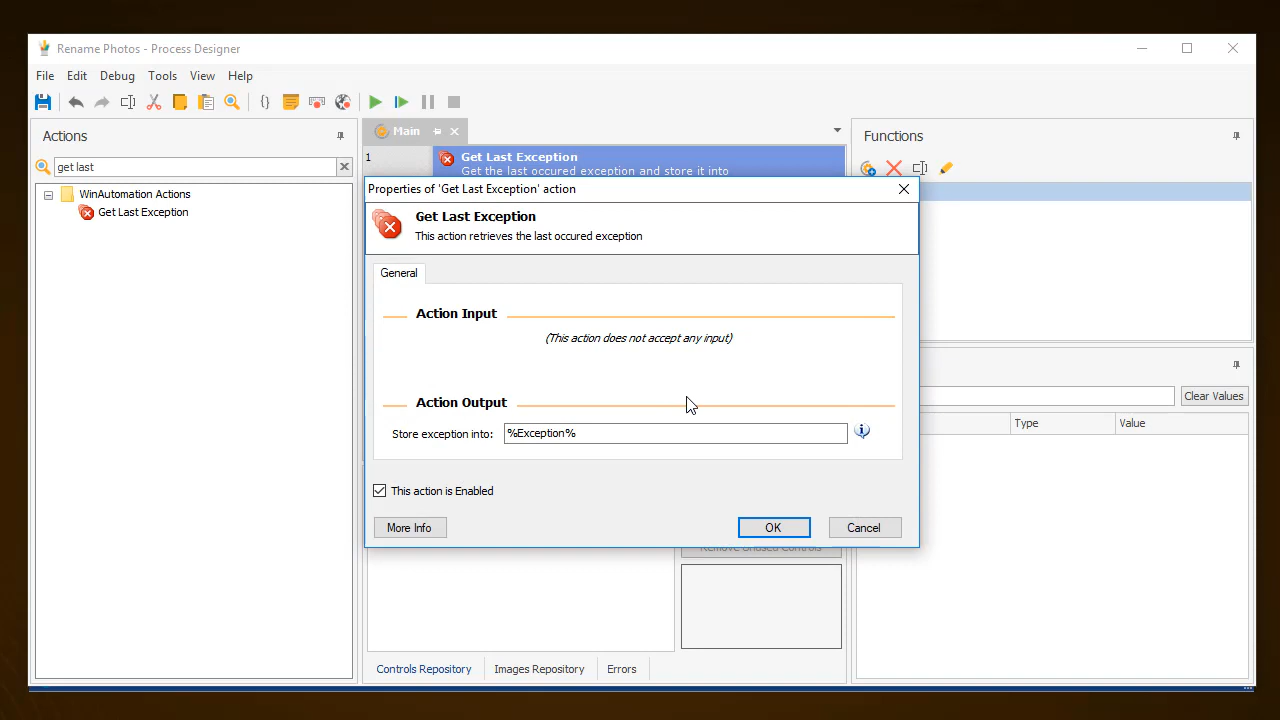 Rename Photos - Process Designer
File Edit Debug Tools View Help
Actions
Main
Functions
get last
1
Get Last Exception
Get the last occured exception and store it into
WinAutomation Actions
Get Last Exception
Properties of 'Get Last Exception' action
Get Last Exception
This action retrieves the last occured exception
General
Action Input
(This action does not accept any input)
Action Output
Store exception into: %Exception%
Clear Values
Type Value
This action is Enabled
More Info OK Cancel
Remove Unused Controls
Controls Repository Images Repository Errors